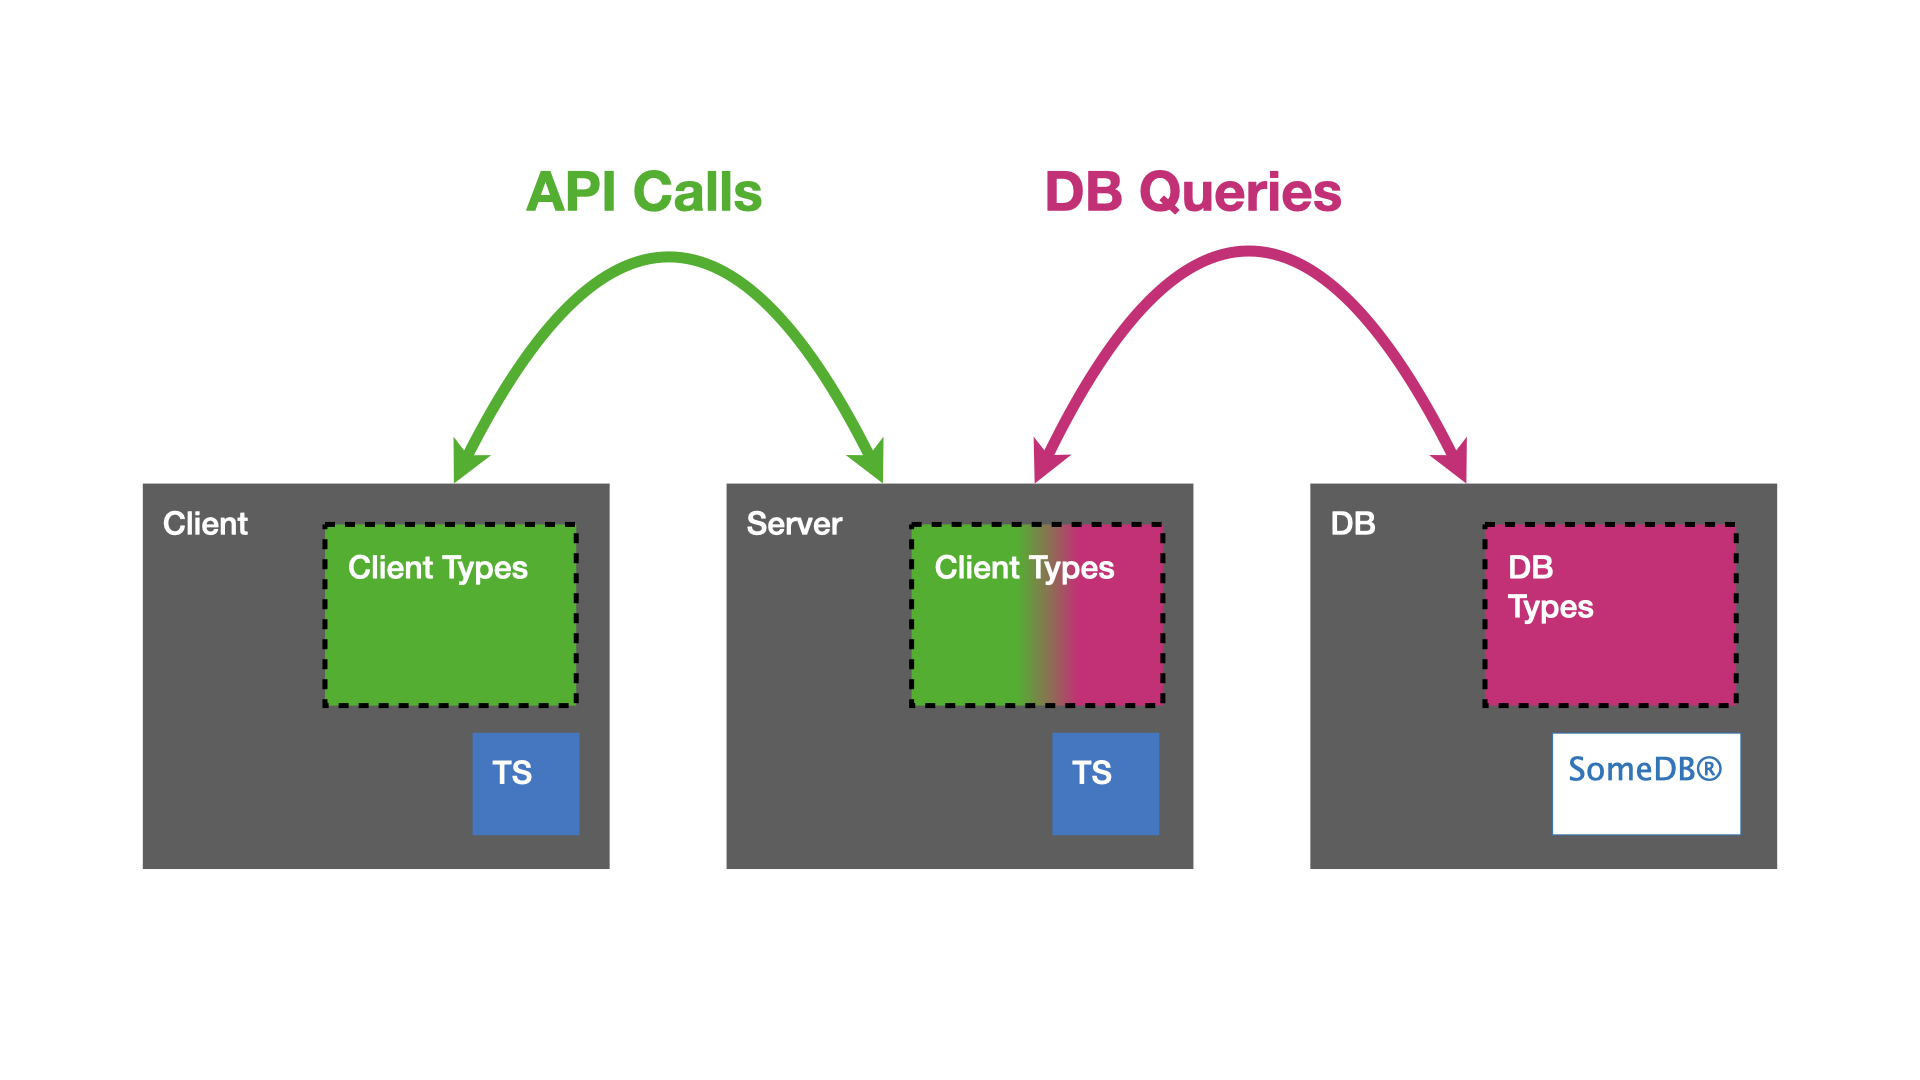 API Calls
DB Queries
Client
Client Types
TS
Server
Client Types
TS
DB
DB
Types
SomeDB®